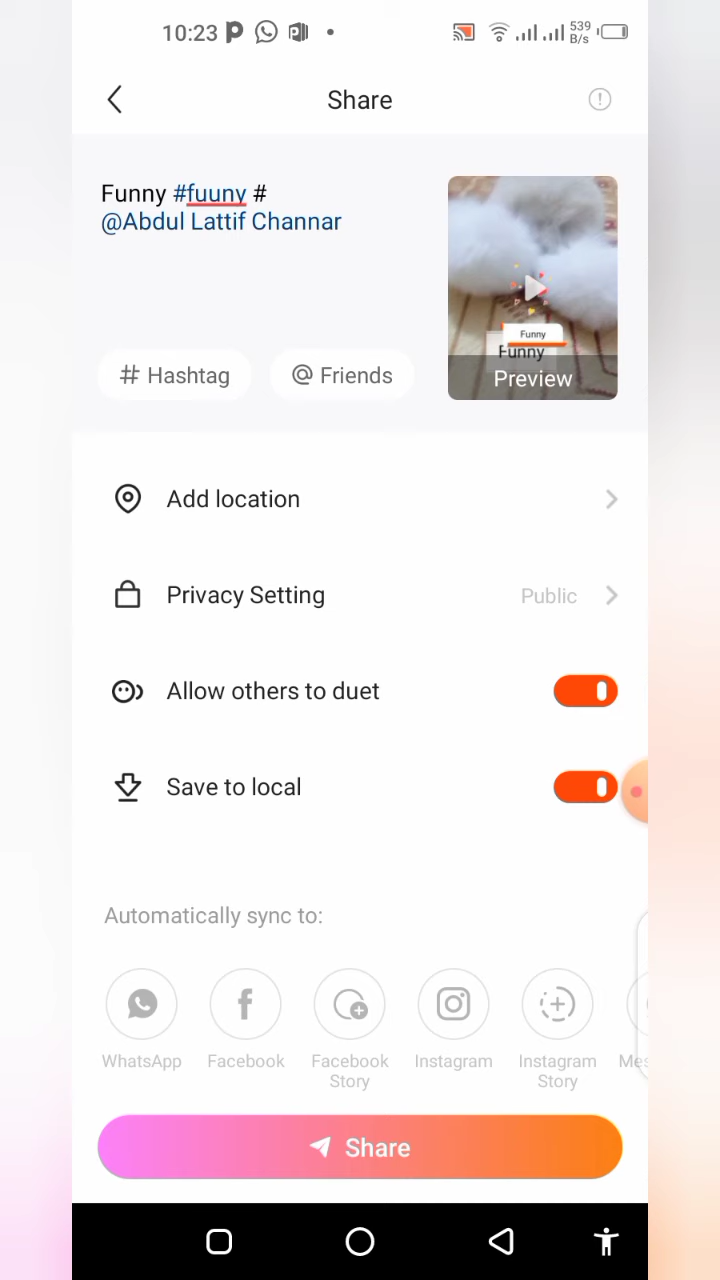 10:23
539
B/s
Share
Funny #fuuny #
@Abdul Lattif Channar
Funny
Funny
Preview
# Hashtag
@ Friends
Add location
Privacy Setting
Public
Allow others to duet
Save to local
Automatically sync to:
WhatsApp
Facebook
Facebook
Story
Instagram
Instagram
Story
Mes
Share